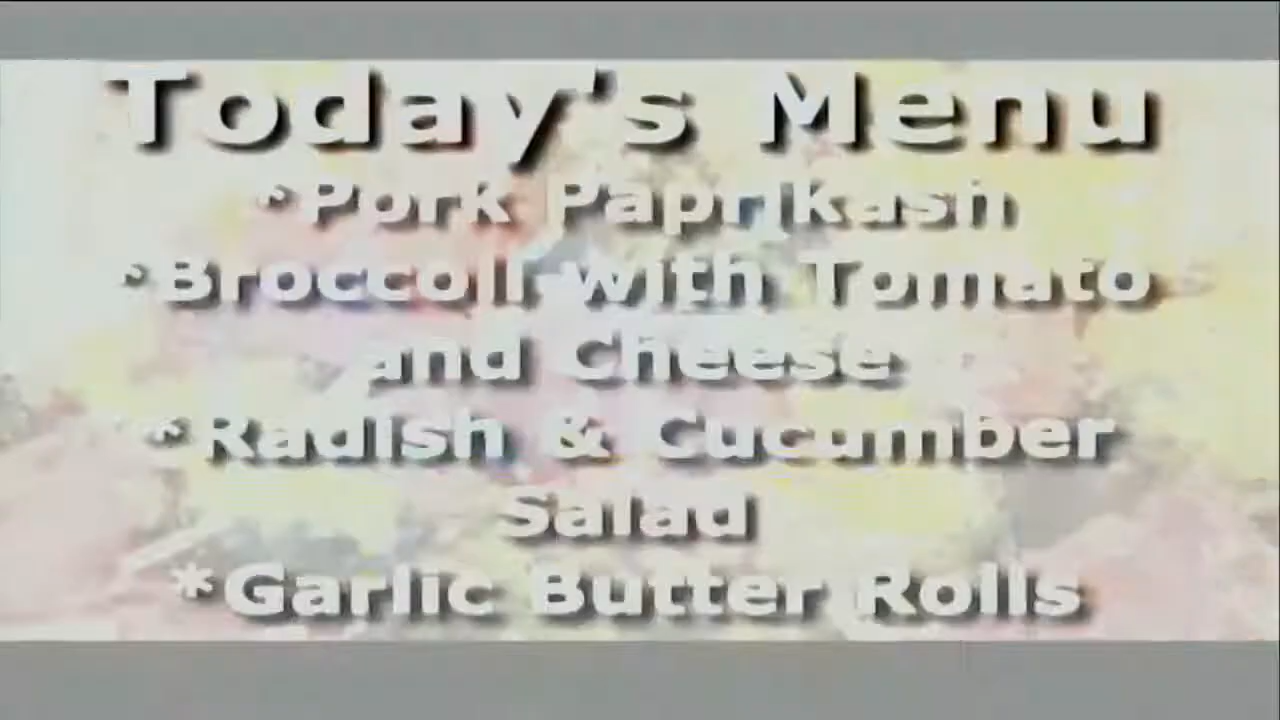 Today's Menu
*Pork Paprikash
*Broccoli with Tomato
and Cheese
*Radish & Cucumber
Salad
*Garlic Butter Rolls